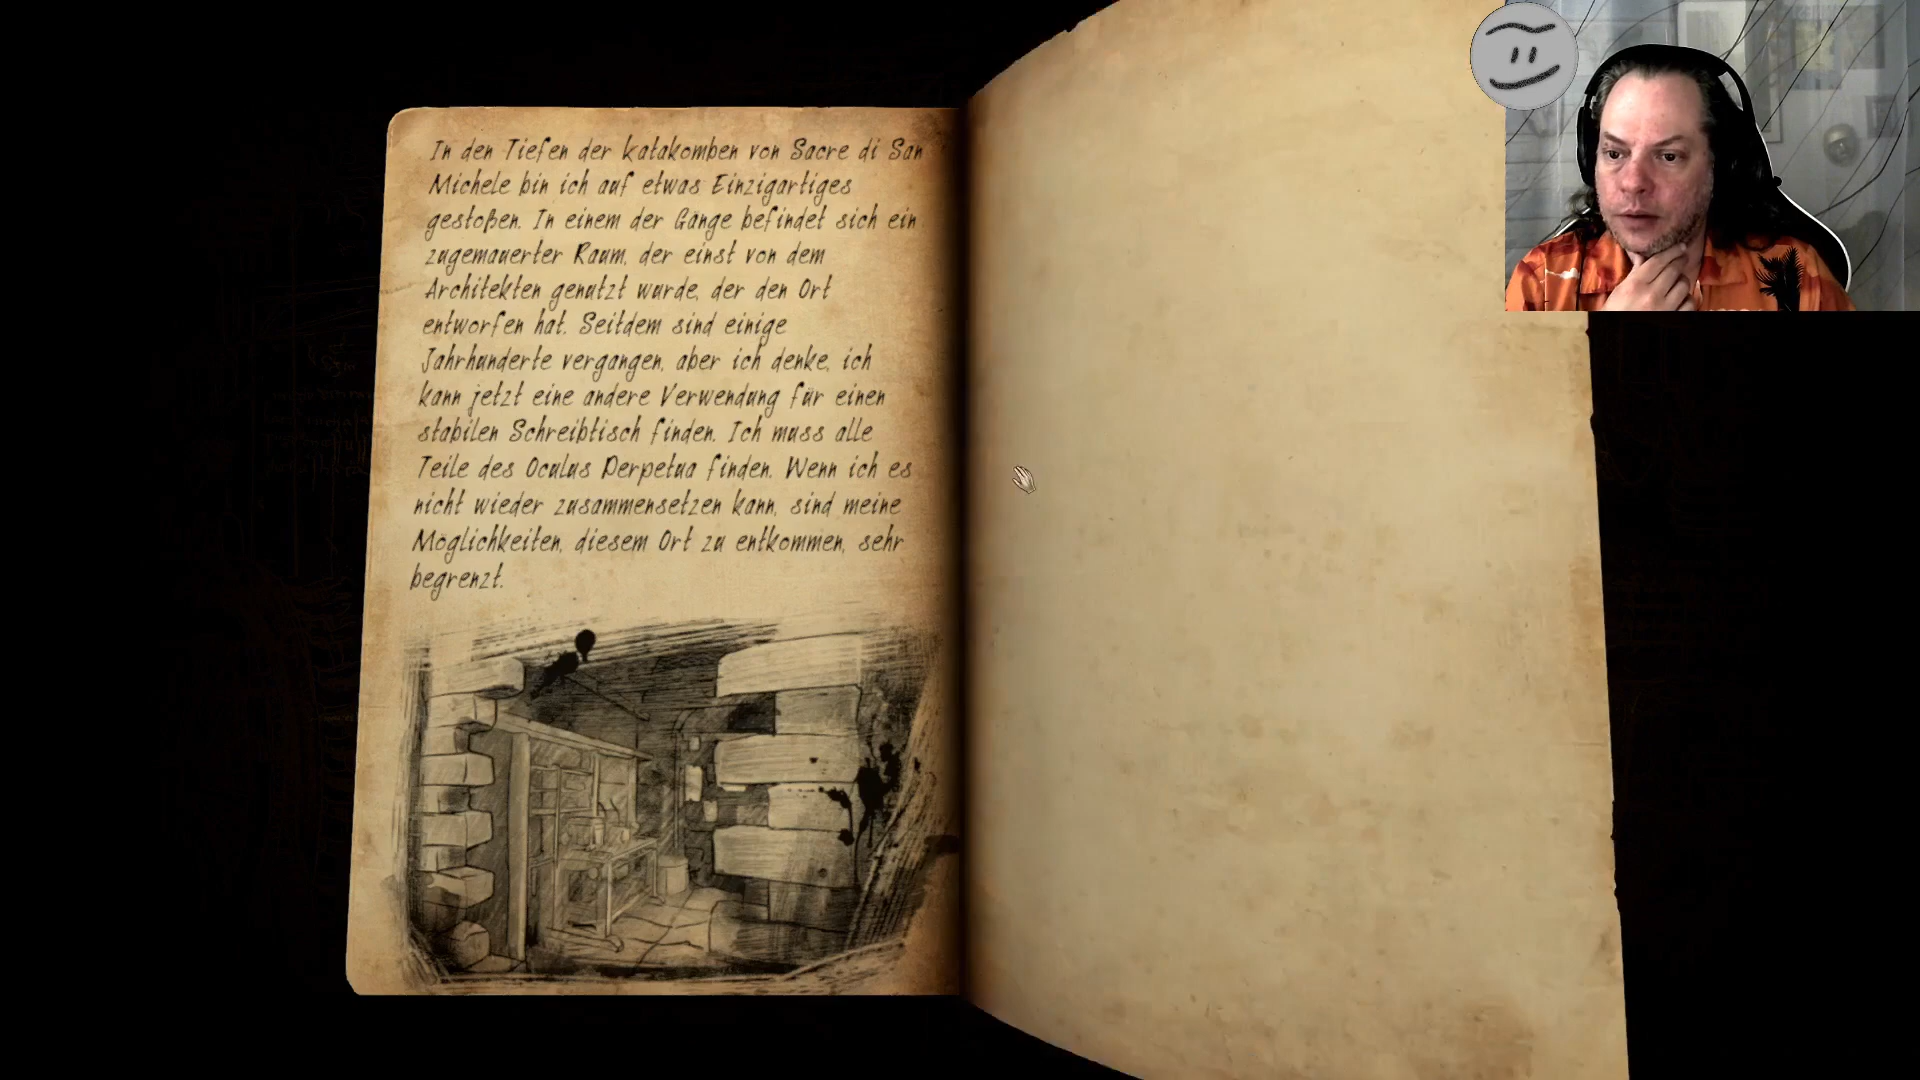 In den Tiefen der Katakomben von Sacre di San
Michele bin ich auf etwas Einzigartiges
gestoßen. In einem der Gänge befindet sich ein
zugemauerter Raum, der einst von dem
Architekten genutzt wurde, der den Ort
entworfen hat. Seitdem sind einige
Jahrhunderte vergangen, aber ich denke, ich
kann jetzt eine andere Verwendung für einen
stabilen Schreibtisch finden. Ich muss alle
Teile des Oculus Perpetua finden. Wenn ich es
nicht wieder zusammensetzen kann, sind meine
Möglichkeiten, diesem Ort zu entkommen, sehr
begrenzt.